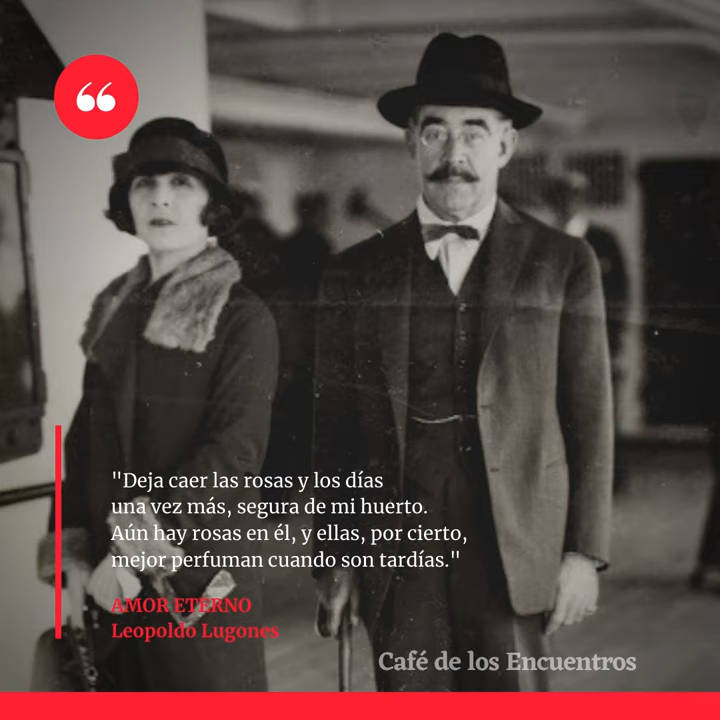 "Deja caer las rosas y los días
una vez más, segura de mi huerto.
Aún hay rosas en él, y ellas, por cierto,
mejor perfuman cuando son tardías."
AMOR ETERNO
Leopoldo Lugones
Café de los Encuentros